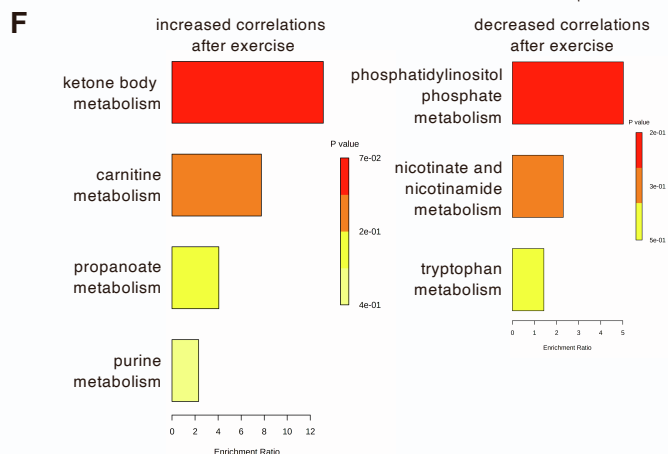 F
increased correlations
after exercise
ketone body
metabolism
carnitine
metabolism
propanoate
metabolism
purine
metabolism
0 2 4 6 8 10 12
Enrichment Ratio
P value
7e-02
2e-01
4e-01
decreased correlations
after exercise
phosphatidylinositol
phosphate
metabolism
nicotinate and
nicotinamide
metabolism
tryptophan
metabolism
0 1 2 3 4 5
Enrichment Ratio
P value
2e-01
3e-01
5e-01